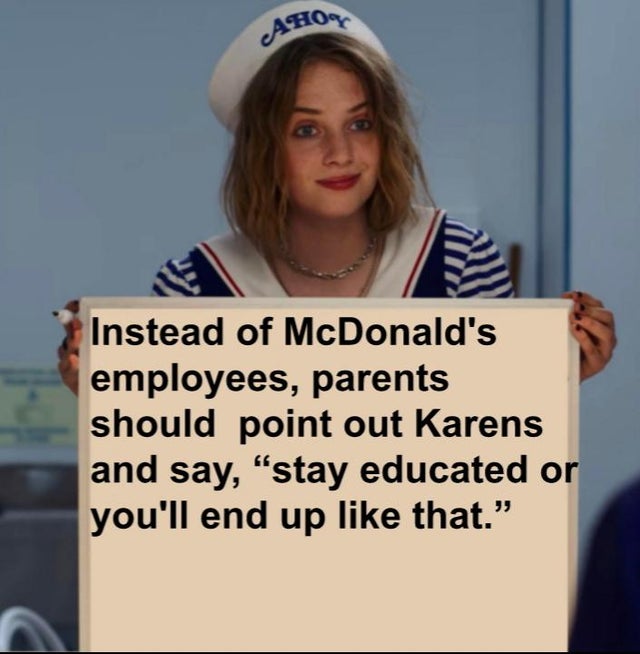 AHOY
Instead of McDonald's
employees, parents
should  point out Karens
and say, “stay educated or
you'll end up like that.”